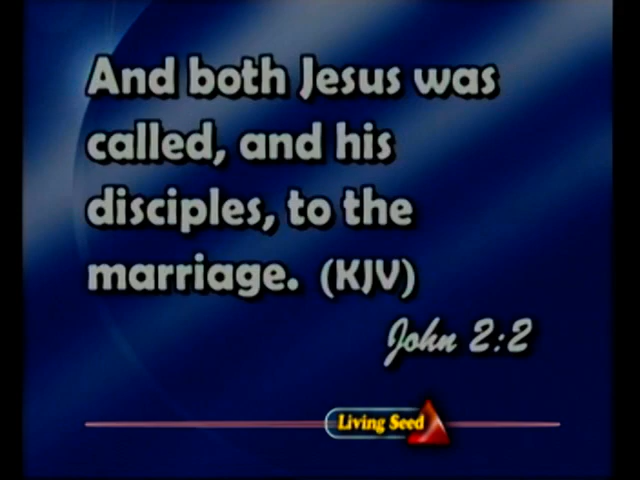 And both Jesus was
called, and his
disciples, to the
marriage. (KJV)
John 2:2
Living Seed